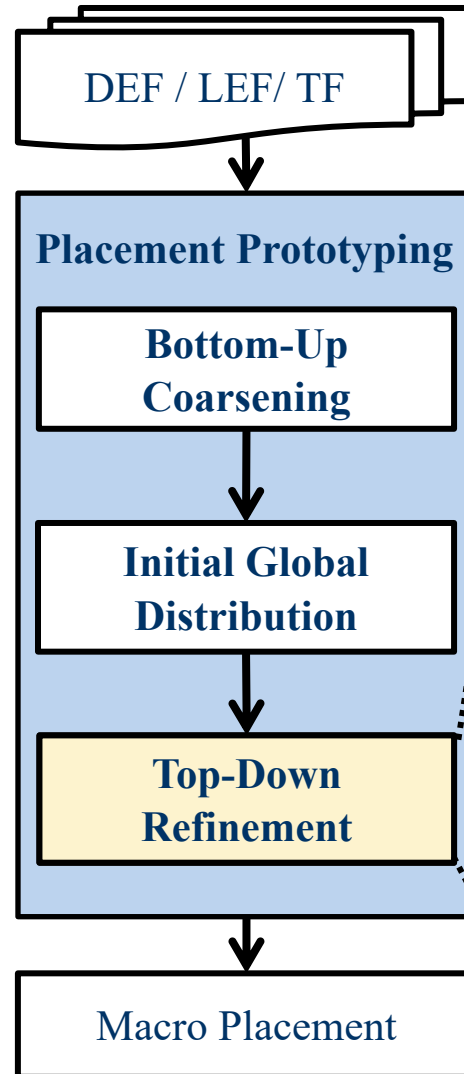 DEF / LEF/ TF
Placement Prototyping
Bottom-Up
Coarsening
Initial Global
Distribution
Top-Down
Refinement
Macro Placement